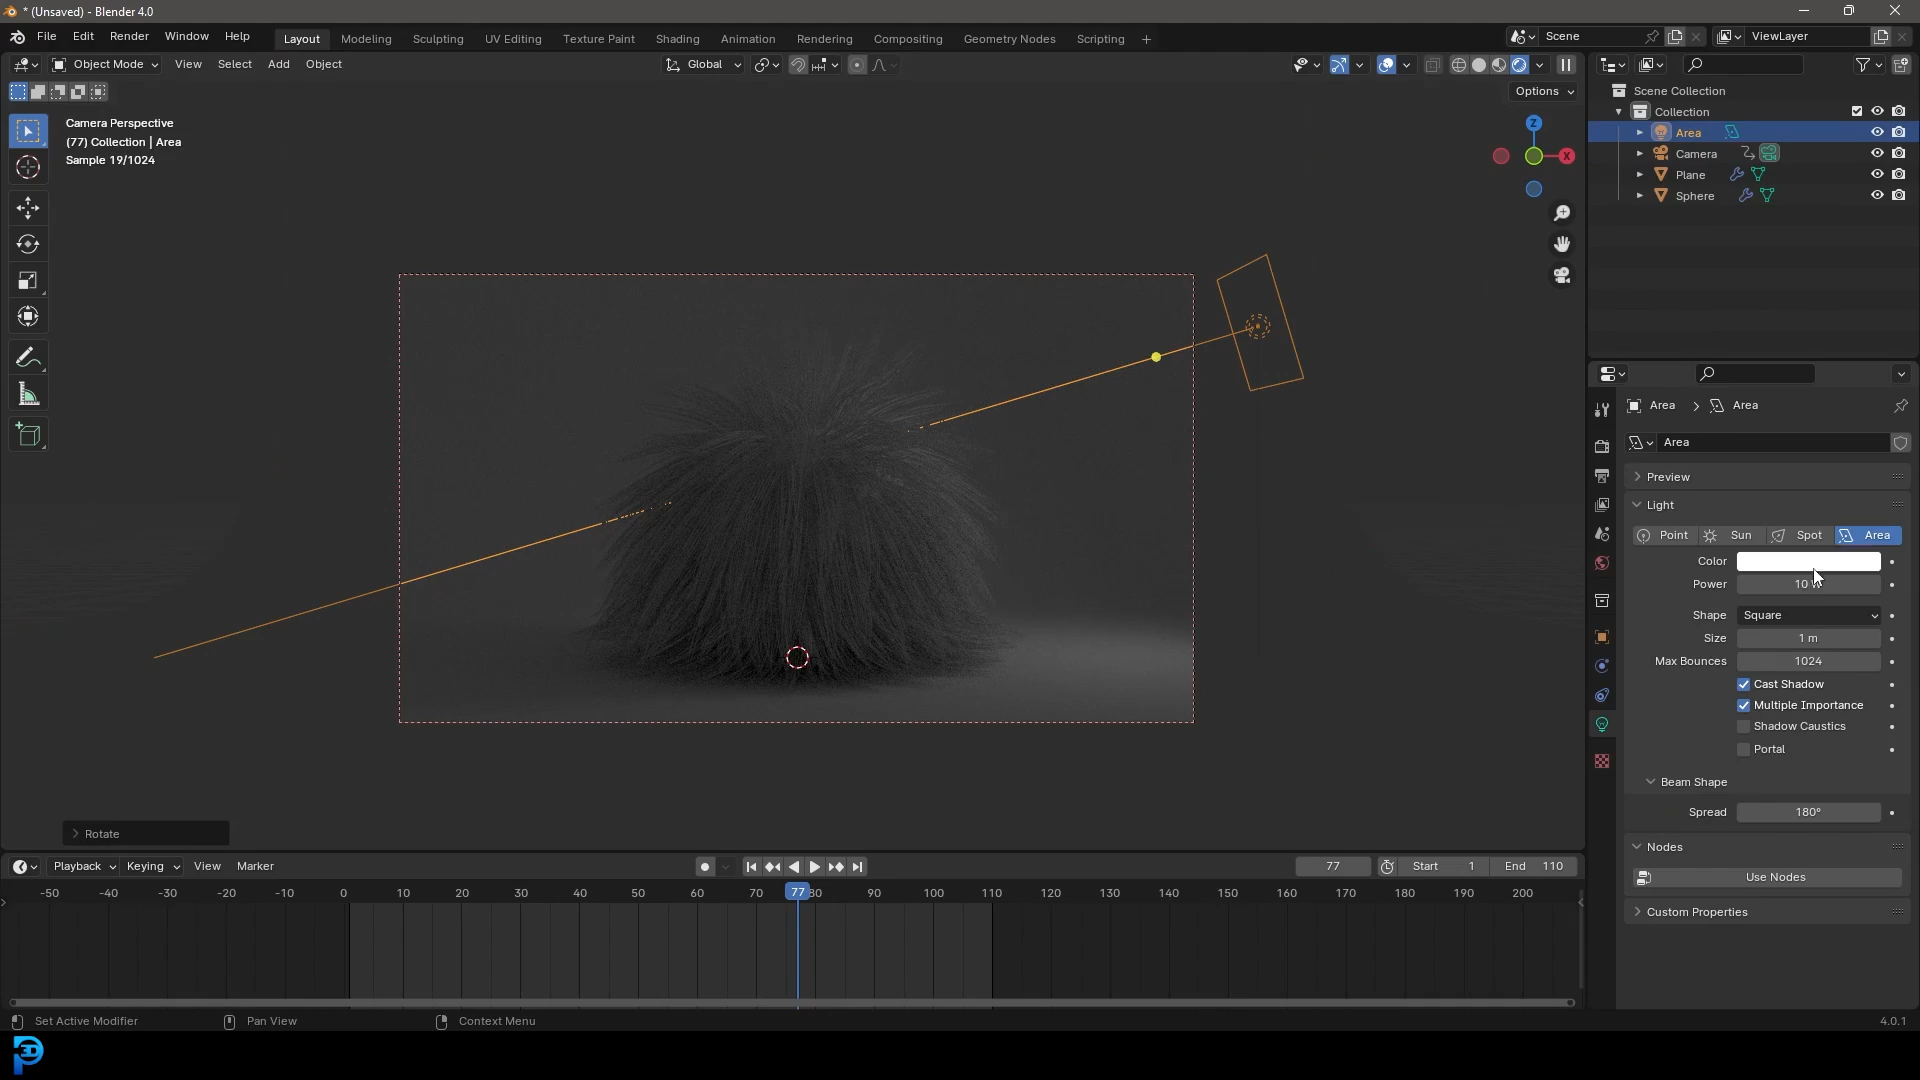 * (Unsaved) - Blender 4.0
File Edit Render Window Help Layout Modeling Sculpting UV Editing Texture Paint Shading Animation Rendering Compositing Geometry Nodes Scripting + Scene ViewLayer
Object Mode View Select Add Object Global
Options
Camera Perspective
(77) Collection | Area
Sample 19/1024
Z
X
Rotate
Scene Collection
Collection
Area
Camera
Plane
Sphere
Area > Area
Area
Preview
Light
Point Sun Spot Area
Color
Power 10
Shape Square
Size 1 m
Max Bounces 1024
Cast Shadow
Multiple Importance
Shadow Caustics
Portal
Beam Shape
Spread 180°
Nodes
Use Nodes
Custom Properties
Playback Keying View Marker 77 Start 1 End 110
-50 -40 -30 -20 -10 0 10 20 30 40 50 60 70 77 80 90 100 110 120 130 140 150 160 170 180 190 200
Set Active Modifier Pan View Context Menu 4.0.1
3D